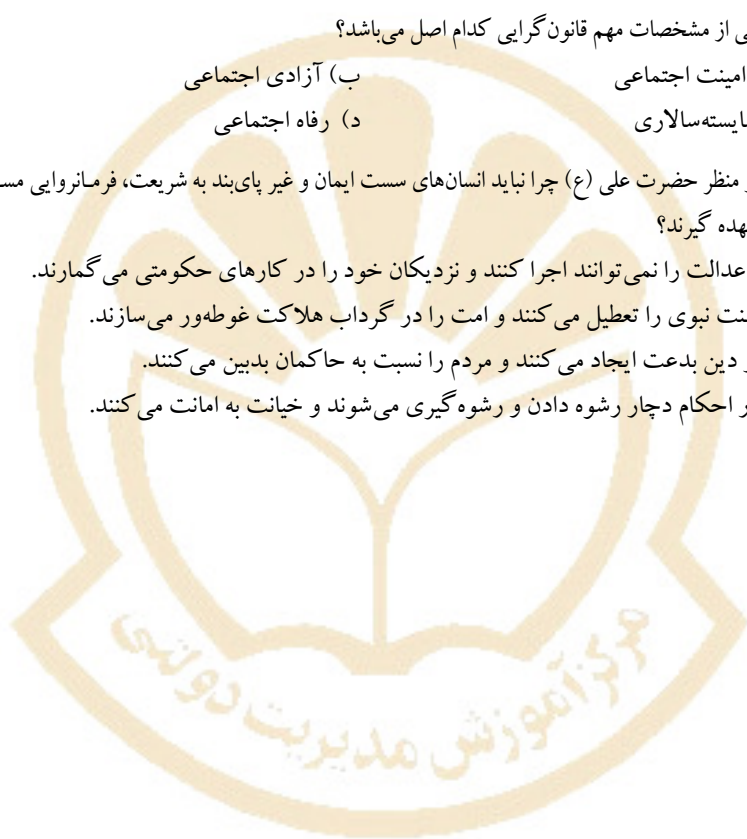 ی از مشخصات مهم قانون‌گرایی کدام اصل می‌باشد؟
امینت اجتماعی ب) آزادی اجتماعی
ایسته‌سالاری د) رفاه اجتماعی
منظر حضرت علی (ع) چرا نباید انسان‌های سست ایمان و غیر پای‌بند به شریعت، فرمـانروایی مسـ
هده گیرند؟
عدالت را نمی‌توانند اجرا کنند و نزدیکان خود را در کارهای حکومتی می‌گمارند.
نت نبوی را تعطیل می‌کنند و امت را در گرداب هلاکت غوطه‌ور می‌سازند.
دین بدعت ایجاد می‌کنند و مردم را نسبت به حاکمان بدبین می‌کنند.
ر احکام دچار رشوه دادن و رشوه‌گیری می‌شوند و خیانت به امانت می‌کنند.
مرکز آموزش مدیریت دولتی